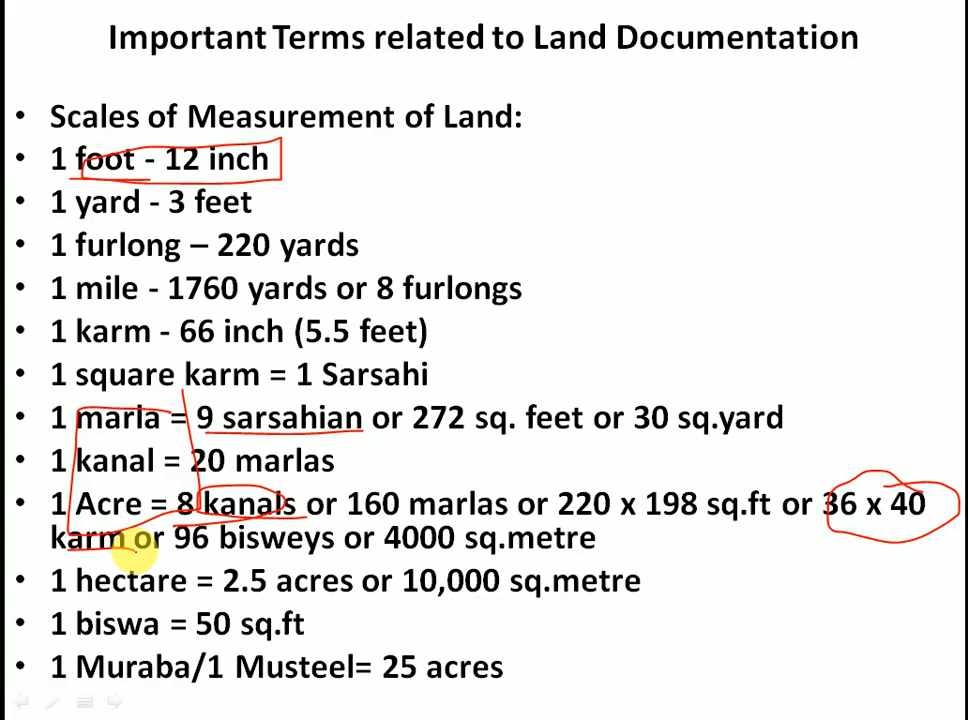 Important Terms related to Land Documentation
• Scales of Measurement of Land:
• 1 foot - 12 inch
• 1 yard - 3 feet
• 1 furlong – 220 yards
• 1 mile - 1760 yards or 8 furlongs
• 1 karm - 66 inch (5.5 feet)
• 1 square karm = 1 Sarsahi
• 1 marla = 9 sarsahian or 272 sq. feet or 30 sq.yard
• 1 kanal = 20 marlas
• 1 Acre = 8 kanals or 160 marlas or 220 x 198 sq.ft or 36 x 40
karm or 96 bisweys or 4000 sq.metre
• 1 hectare = 2.5 acres or 10,000 sq.metre
• 1 biswa = 50 sq.ft
• 1 Muraba/1 Musteel= 25 acres